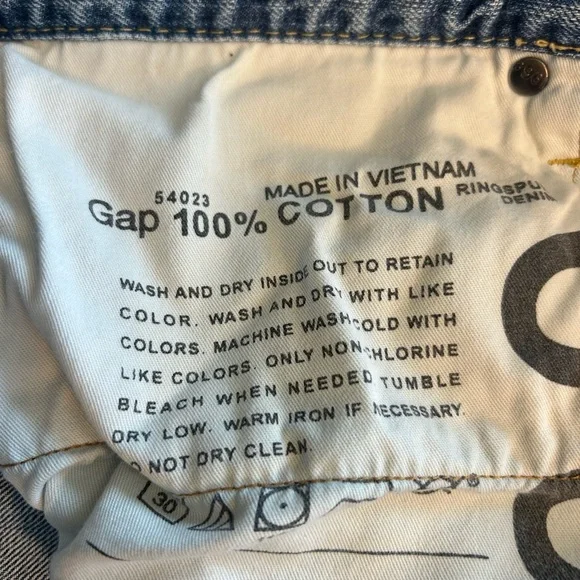 54023 MADE IN VIETNAM
Gap 100% COTTON RINGSPU
DENI
WASH AND DRY INSIDE OUT TO RETAIN
COLOR. WASH AND DRY WITH LIKE
COLORS. MACHINE WASH COLD WITH
LIKE COLORS. ONLY NON-CHLORINE
BLEACH WHEN NEEDED TUMBLE
DRY LOW. WARM IRON IF NECESSARY.
DO NOT DRY CLEAN.
30